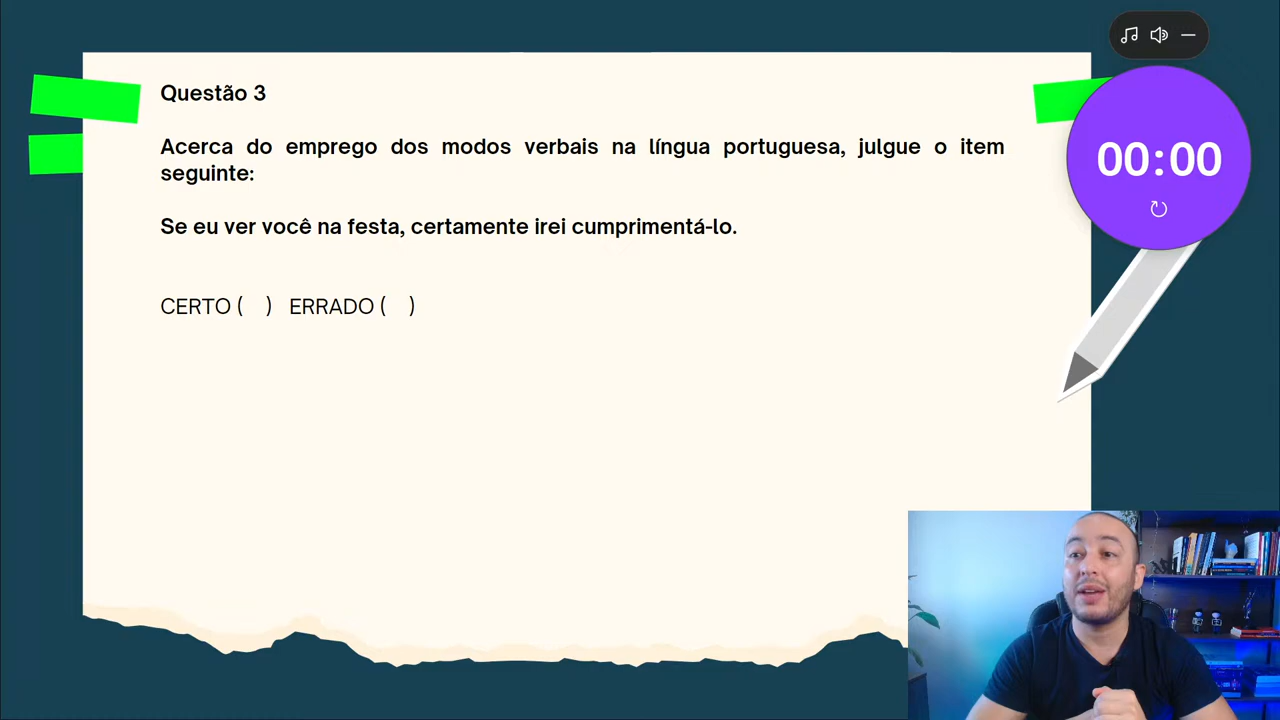 Questão 3
Acerca do emprego dos modos verbais na língua portuguesa, julgue o item
seguinte:
Se eu ver você na festa, certamente irei cumprimentá-lo.
CERTO (    )   ERRADO (    )
00:00